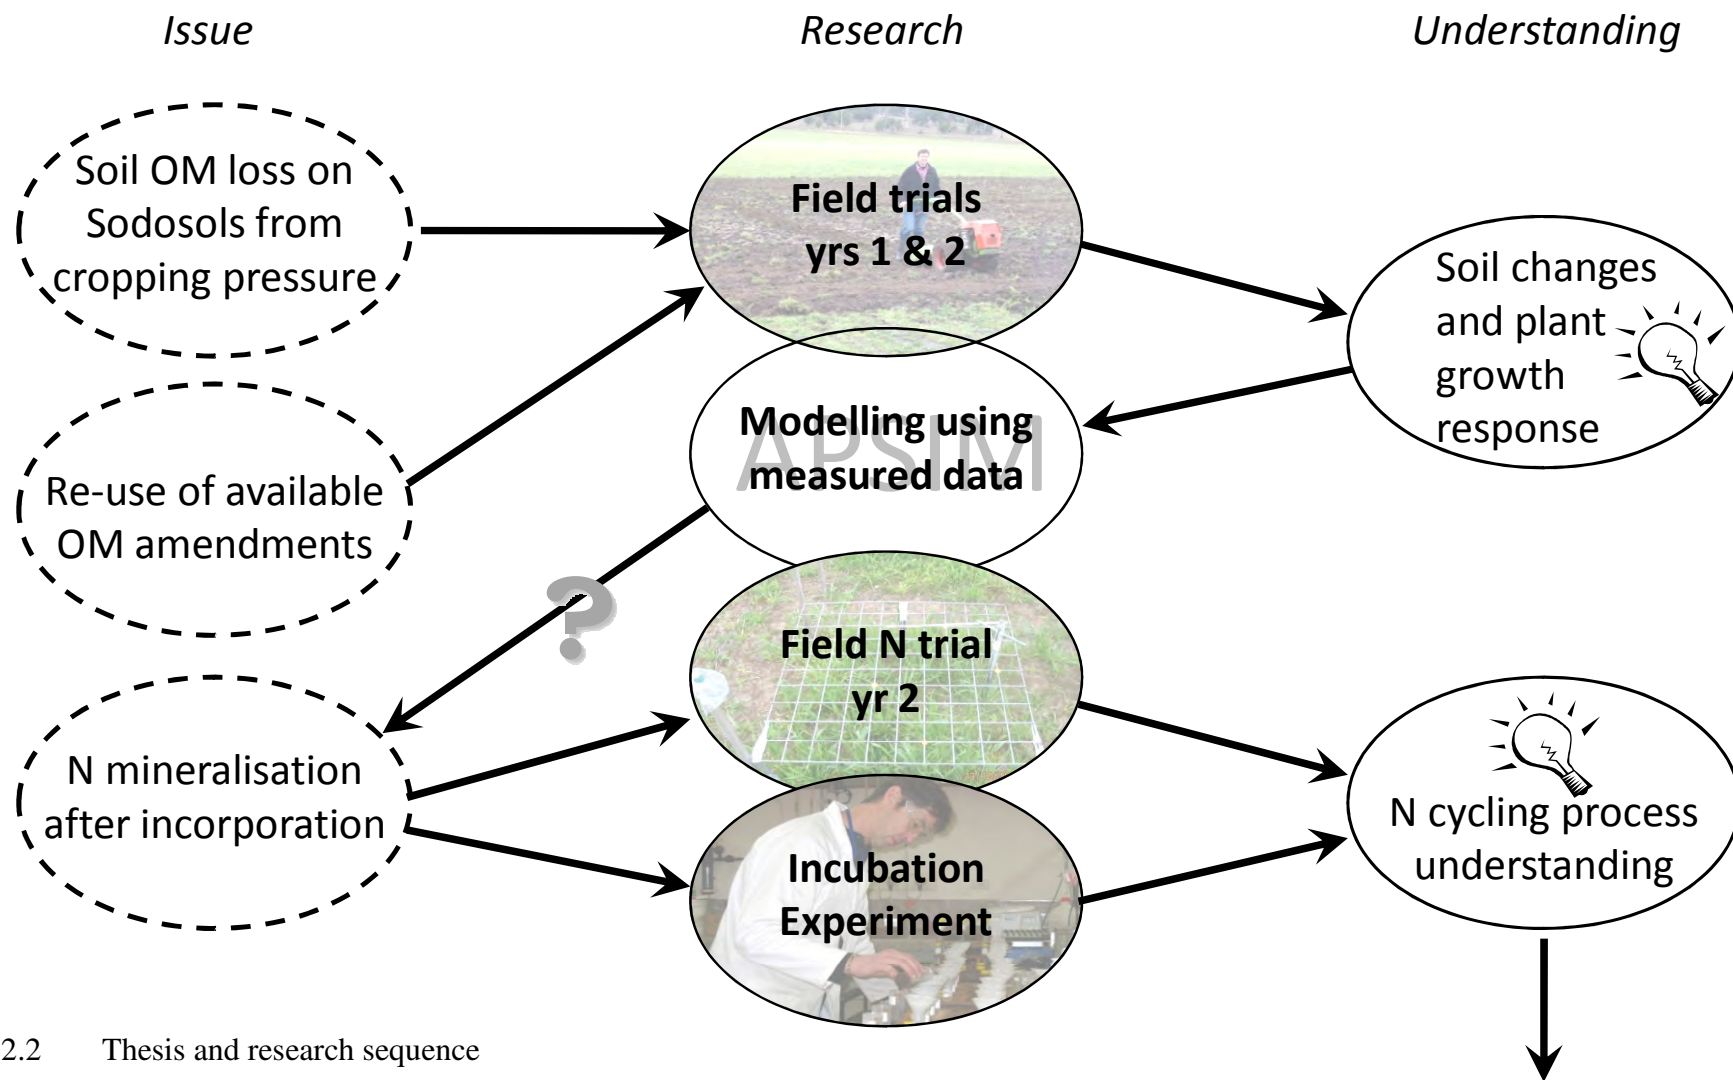 Issue
Research
Understanding
Soil OM loss on
Sodosols from
cropping pressure
Field trials
yrs 1 & 2
Soil changes
and plant
growth
response
Re-use of available
OM amendments
APSIM
Modelling using
measured data
?
N mineralisation
after incorporation
Field N trial
yr 2
Incubation
Experiment
N cycling process
understanding
2.2 Thesis and research sequence